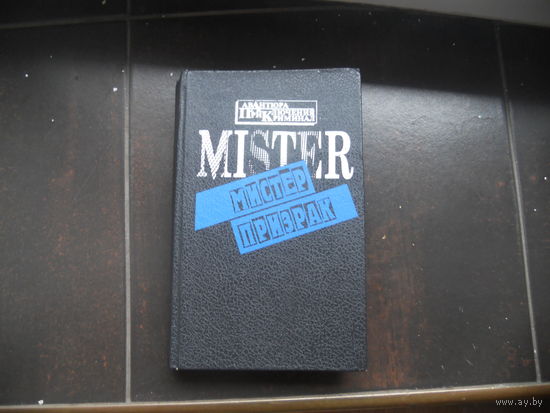 АВАНТЮРА
ПРИКЛЮЧЕНИЯ
КРИМИНАЛ
MISTER
МИСТЕР
ПРИЗРАК
www.ay.by